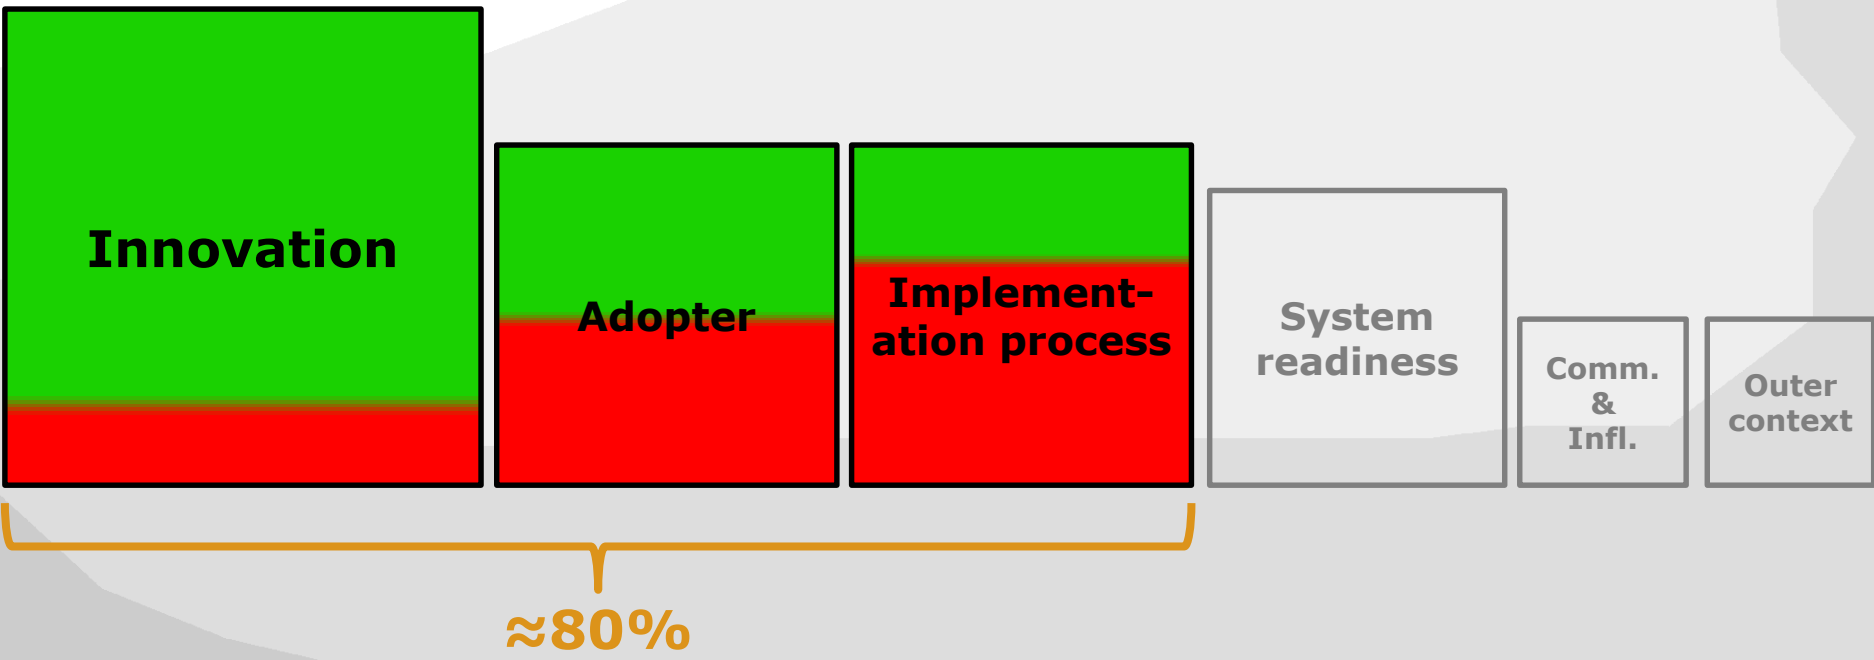 Innovation
Adopter
Implement-
ation process
System
readiness
Comm.
&
Infl.
Outer
context
≈80%